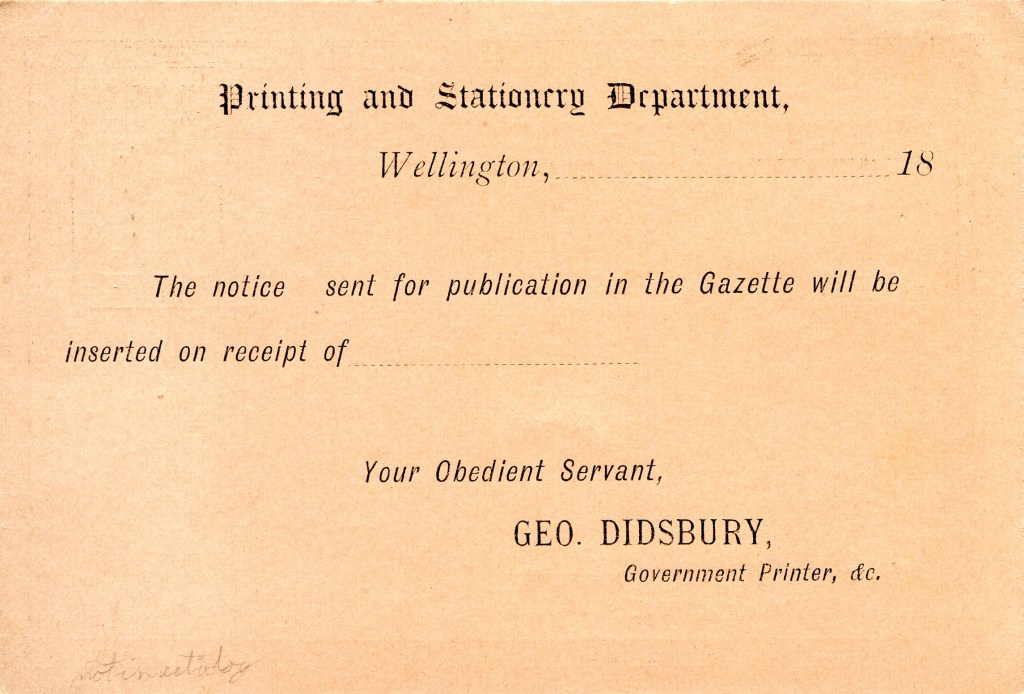 Printing and Stationery Department,
Wellington, 18
The notice sent for publication in the Gazette will be
inserted on receipt of
Your Obedient Servant,
GEO. DIDSBURY,
Government Printer, &c.